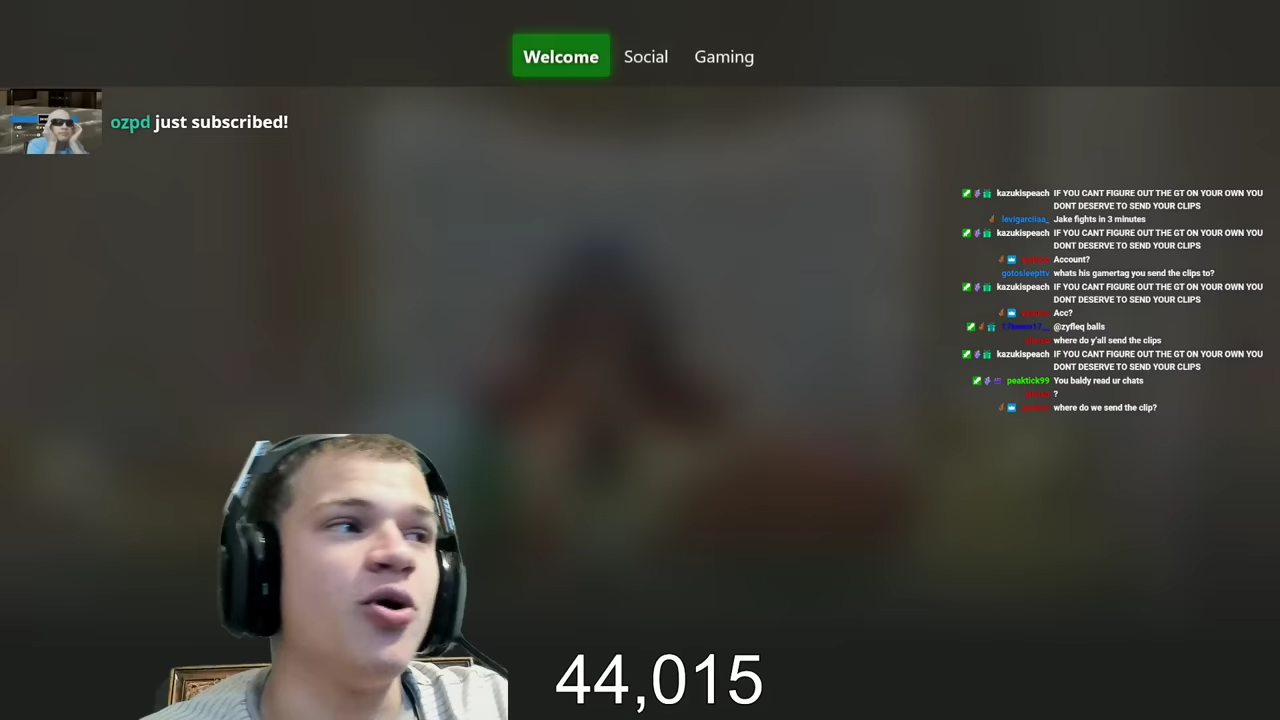 Welcome Social Gaming
ozpd just subscribed!
kazukispeach IF YOU CANT FIGURE OUT THE GT ON YOUR OWN YOU
DONT DESERVE TO SEND YOUR CLIPS
levigarciiaa_ Jake fights in 3 minutes
kazukispeach IF YOU CANT FIGURE OUT THE GT ON YOUR OWN YOU
DONT DESERVE TO SEND YOUR CLIPS
Account?
gotosleepttv whats his gamertag you send the clips to?
kazukispeach IF YOU CANT FIGURE OUT THE GT ON YOUR OWN YOU
DONT DESERVE TO SEND YOUR CLIPS
Acc?
@zyfleq balls
where do y'all send the clips
kazukispeach IF YOU CANT FIGURE OUT THE GT ON YOUR OWN YOU
DONT DESERVE TO SEND YOUR CLIPS
peaktick99 You baldy read ur chats
?
where do we send the clip?
44,015